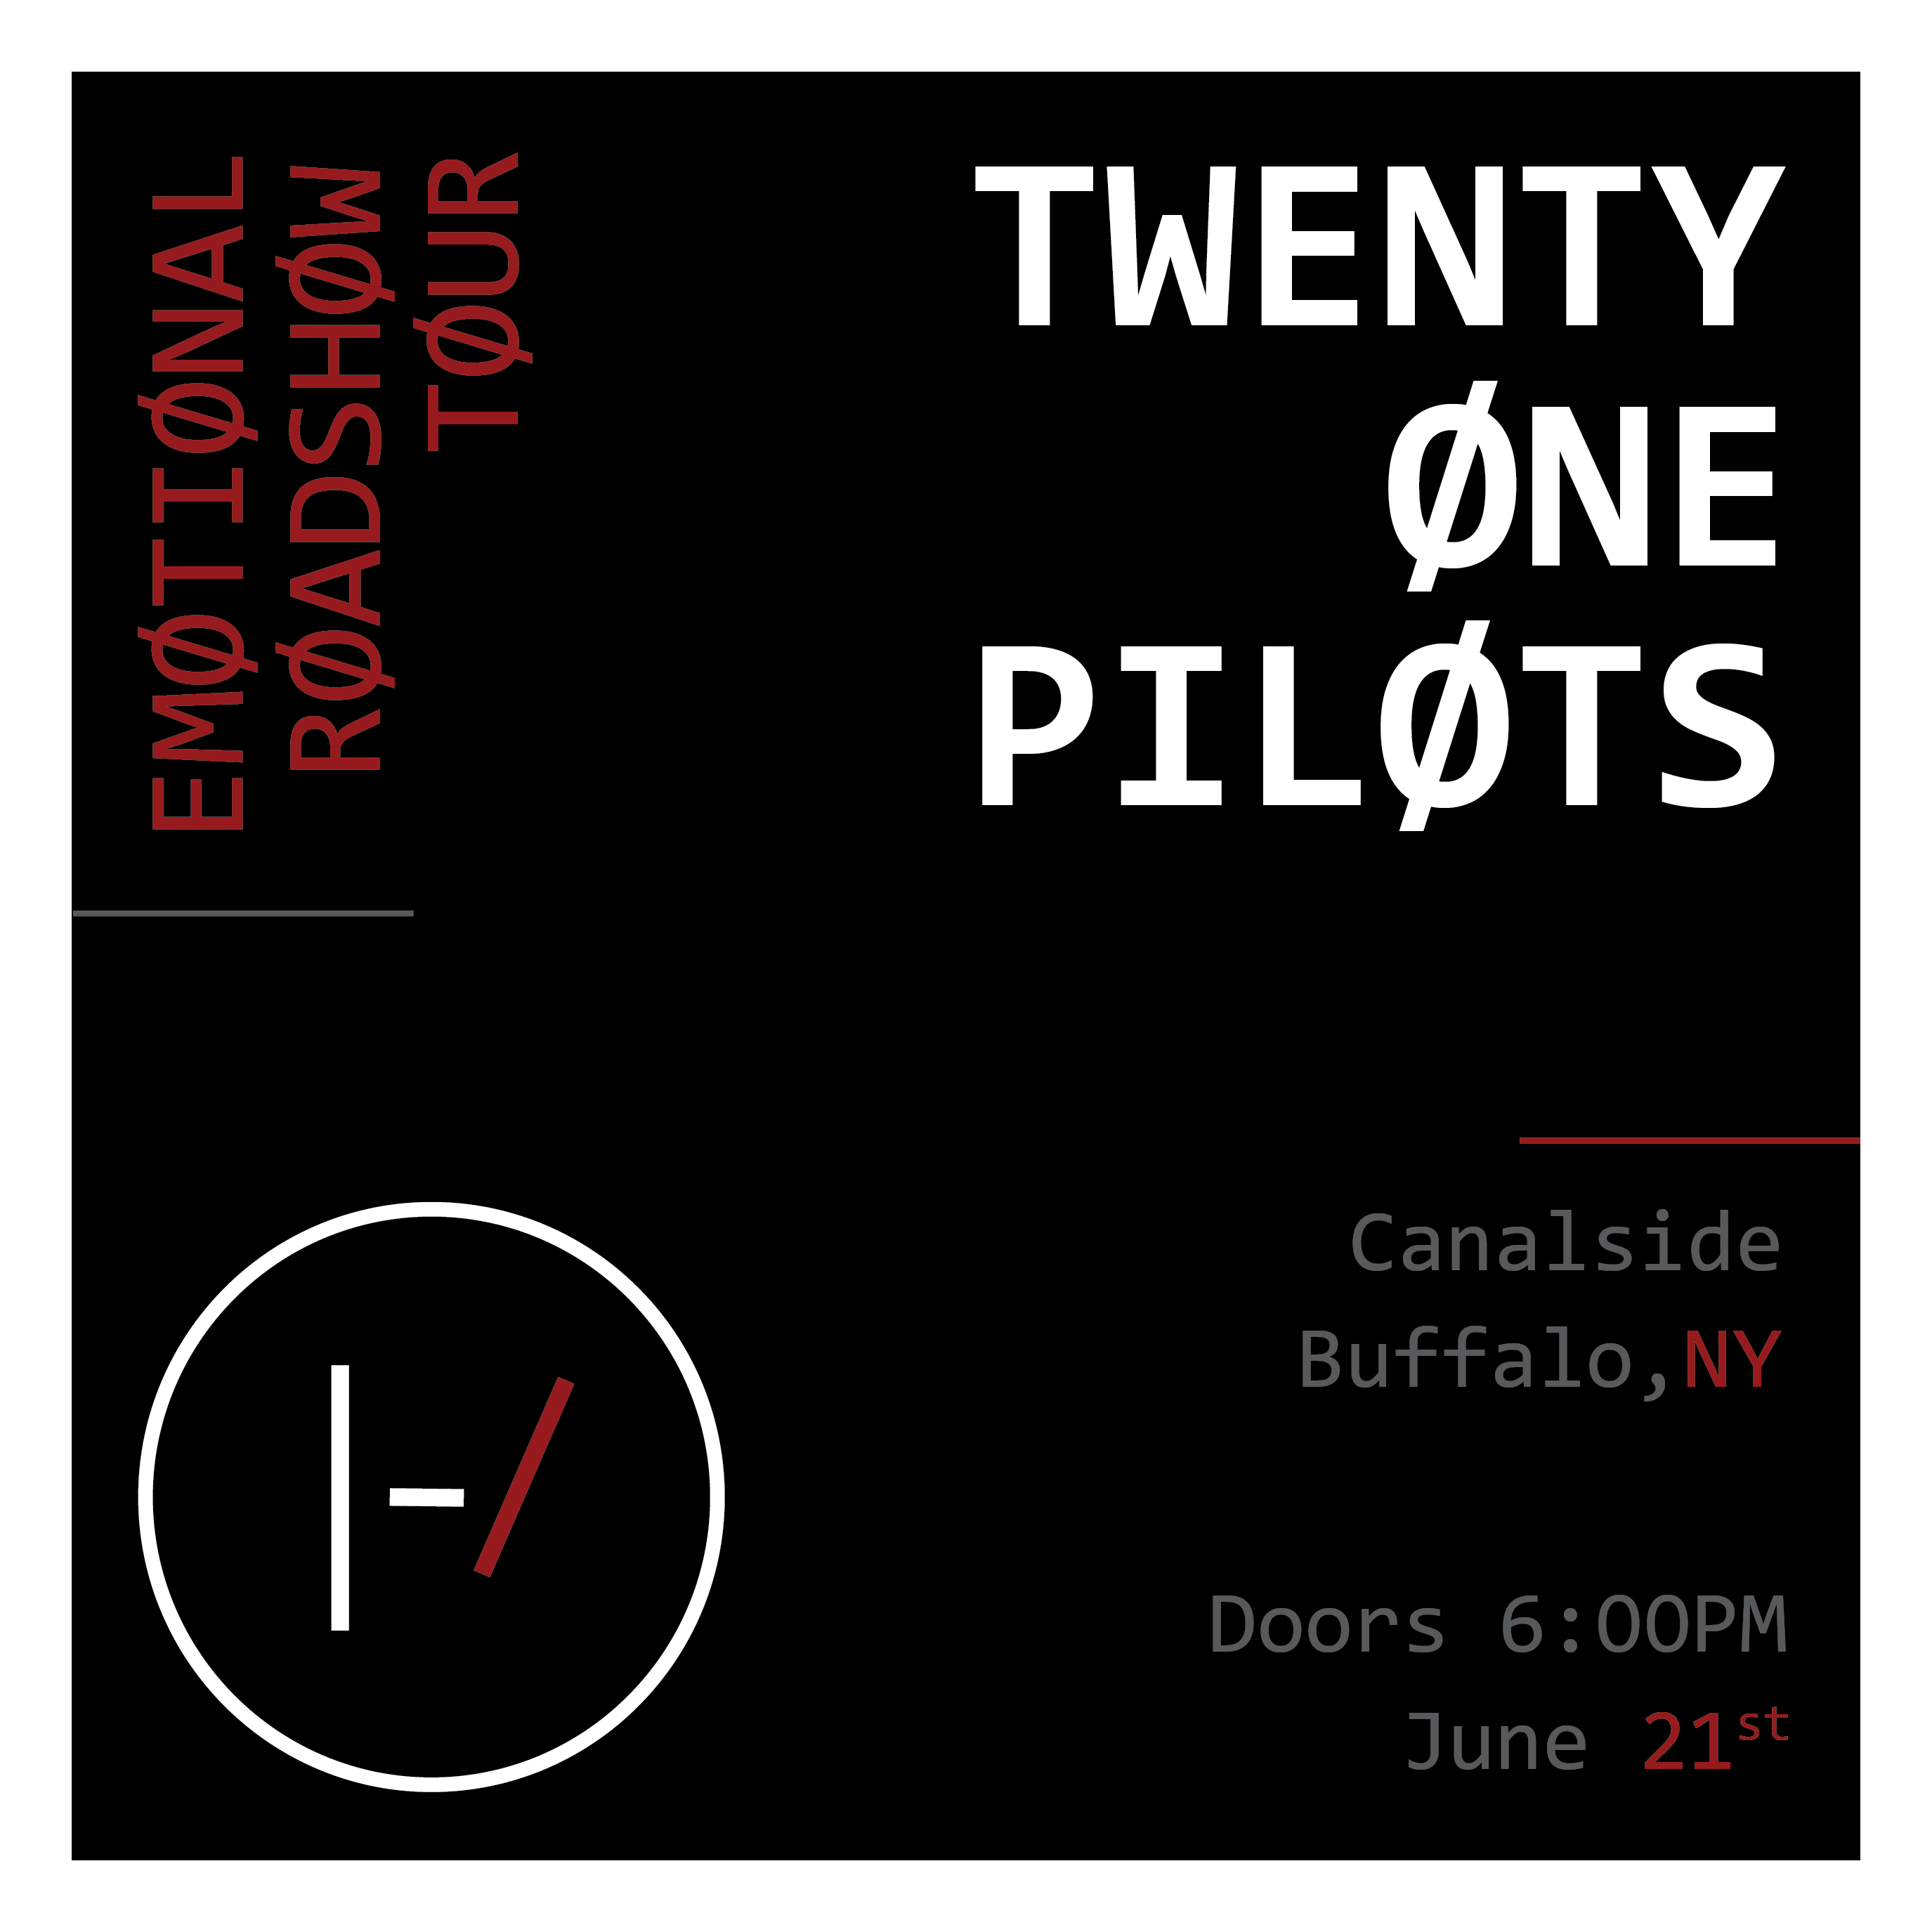 EMØTIØNAL
RØADSHØW
TØUR
TWENTY
ØNE
PILØTS
|-/
Canalside
Buffalo,NY
Doors 6:00PM
June 21st